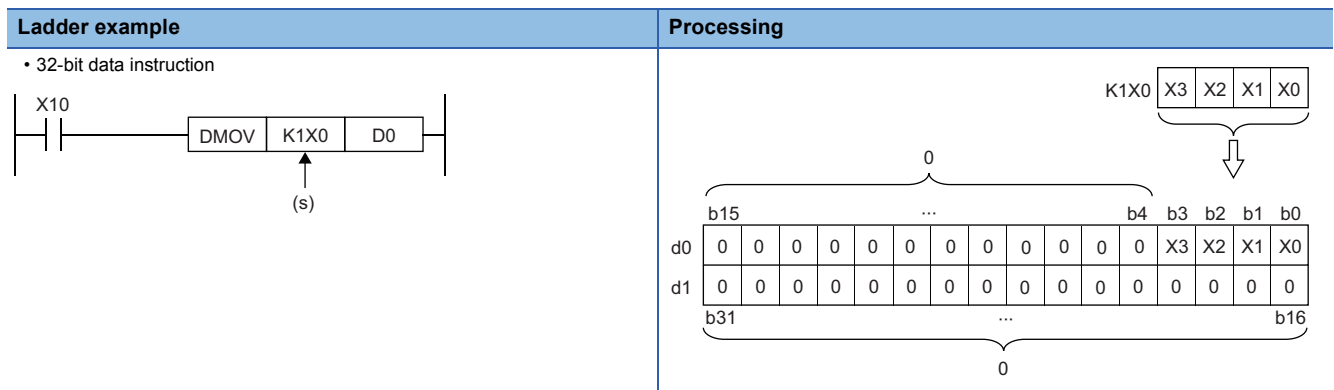 Ladder example
Processing
• 32-bit data instruction
X10
DMOV K1X0 D0
(s)
K1X0 X3 X2 X1 X0
0
b15 ... b4 b3 b2 b1 b0
d0 0 0 0 0 0 0 0 0 0 0 0 0 X3 X2 X1 X0
d1 0 0 0 0 0 0 0 0 0 0 0 0 0 0 0 0
b31 ... b16
0